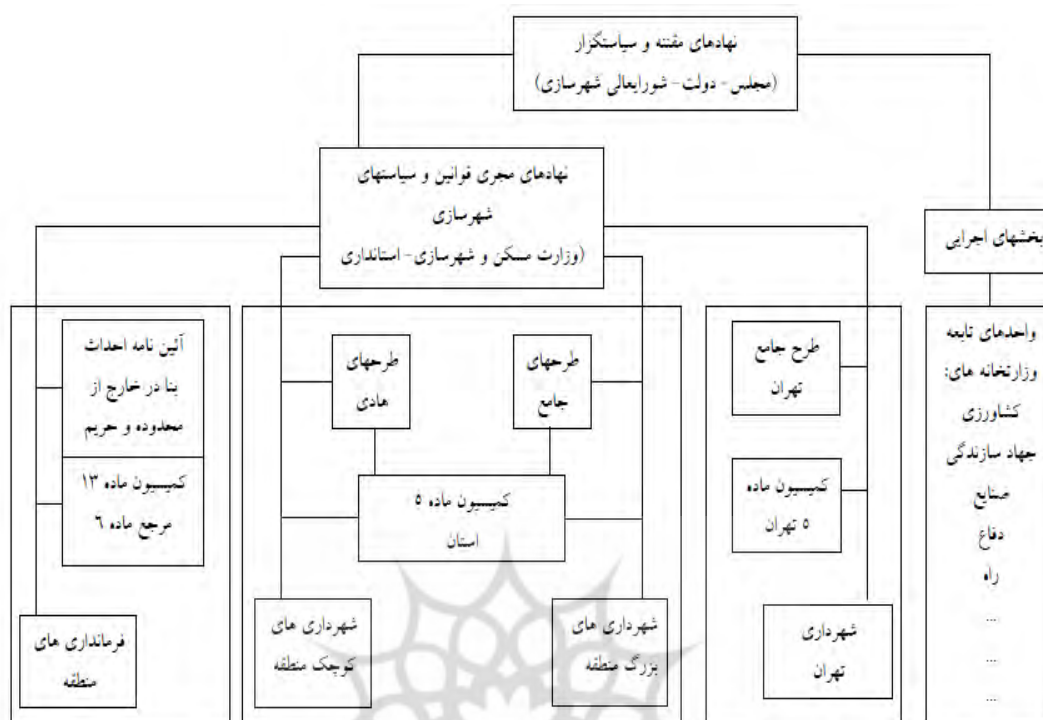 نهادهای مقننه و سیاستگزار
(مجلس- دولت- شورایعالی شهرسازی)
نهادهای مجری قوانین و سیاستهای
شهرسازی
(وزارت مسکن و شهرسازی- استانداری
بخشهای اجرایی
واحدهای تابعه
وزارتخانه های:
کشاورزی
جهاد سازندگی
صنایع
دفاع
راه
...
...
...
طرح جامع
تهران
کمیسیون ماده
۵ تهران
شهرداری
تهران
طرحهای
جامع
طرحهای
هادی
کمیسیون ماده ۵
استان
شهرداری های
بزرگ منطقه
شهرداری های
کوچک منطقه
آئین نامه احداث
بنا در خارج از
محدوده و حریم
کمیسیون ماده ۱۳
مرجع ماده ۶
فرمانداری های
منطقه